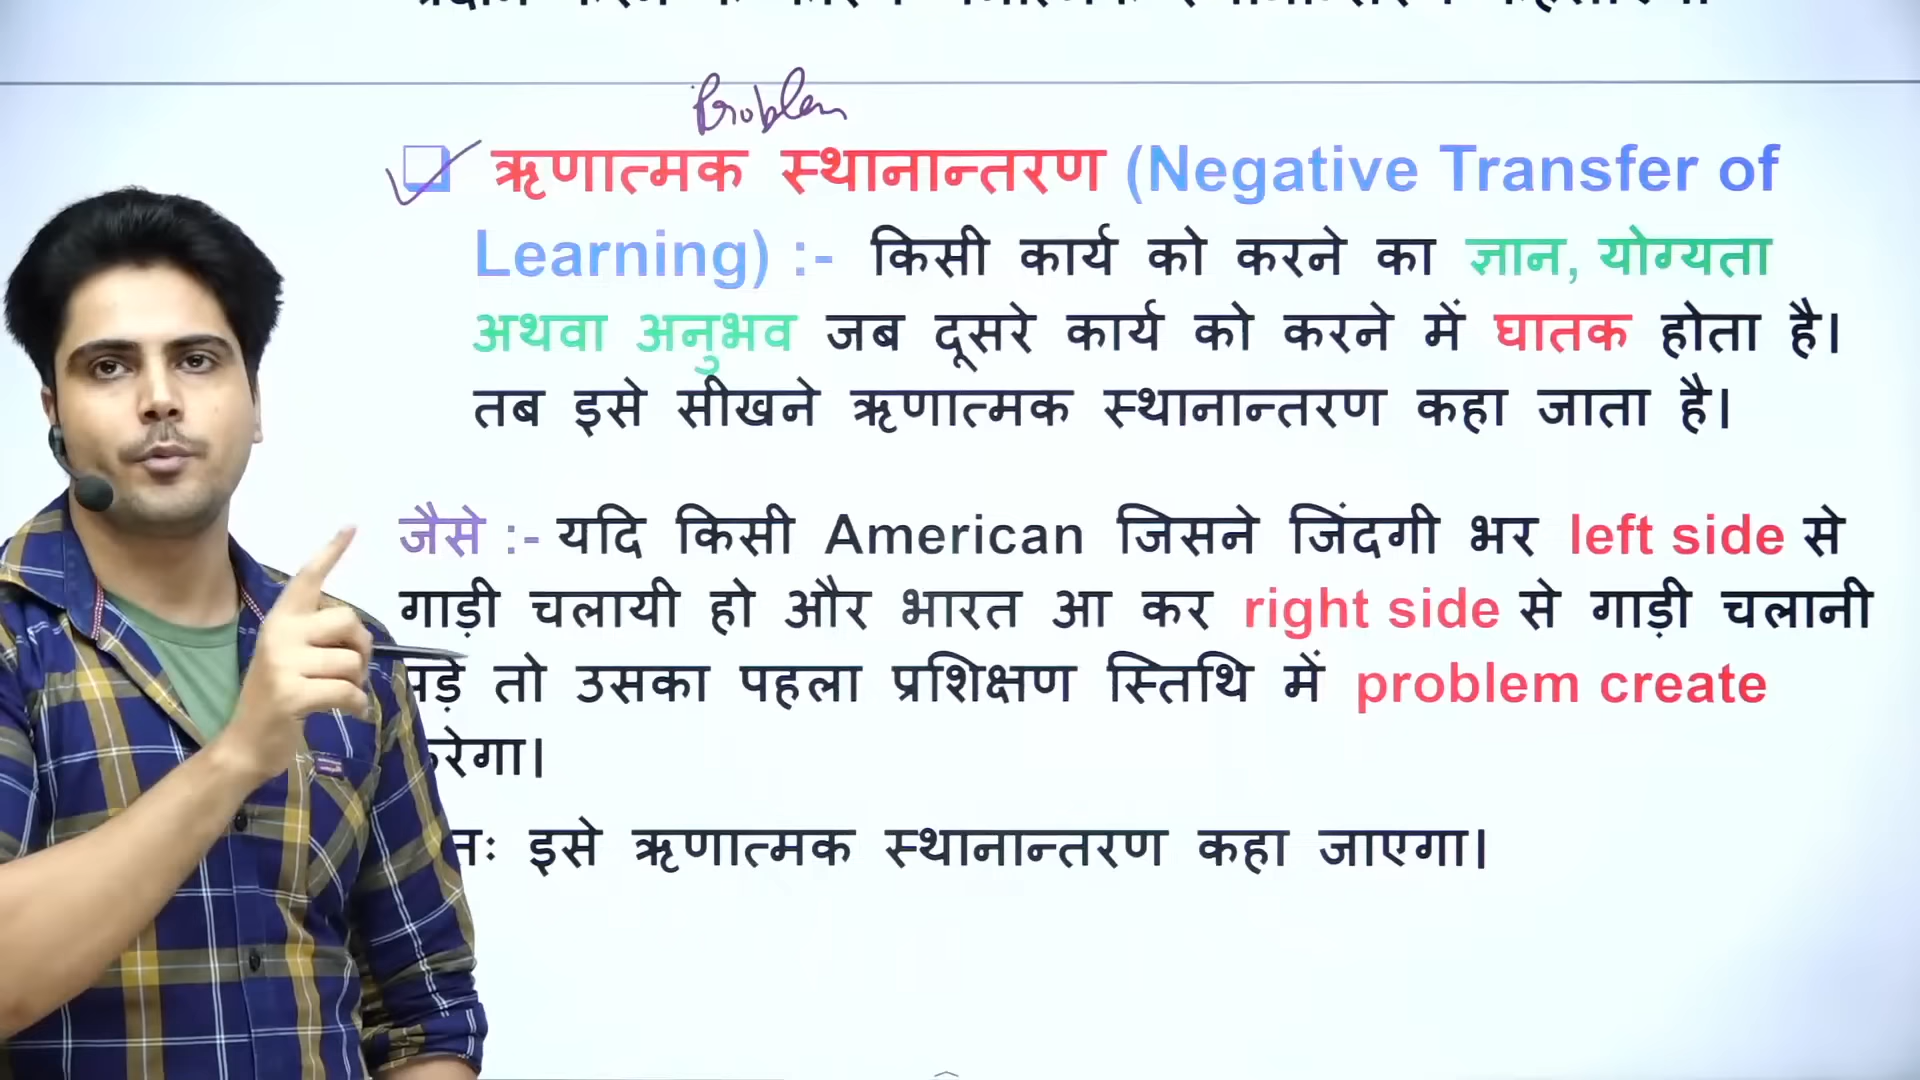 Problem
ऋणात्मक स्थानान्तरण (Negative Transfer of
Learning) :- किसी कार्य को करने का ज्ञान, योग्यता
अथवा अनुभव जब दूसरे कार्य को करने में घातक होता है।
तब इसे सीखने ऋणात्मक स्थानान्तरण कहा जाता है।
जैसे :- यदि किसी American जिसने जिंदगी भर left side से
गाड़ी चलायी हो और भारत आ कर right side से गाड़ी चलानी
पड़े तो उसका पहला प्रशिक्षण स्तिथि में problem create
करेगा।
इसे ऋणात्मक स्थानान्तरण कहा जाएगा।